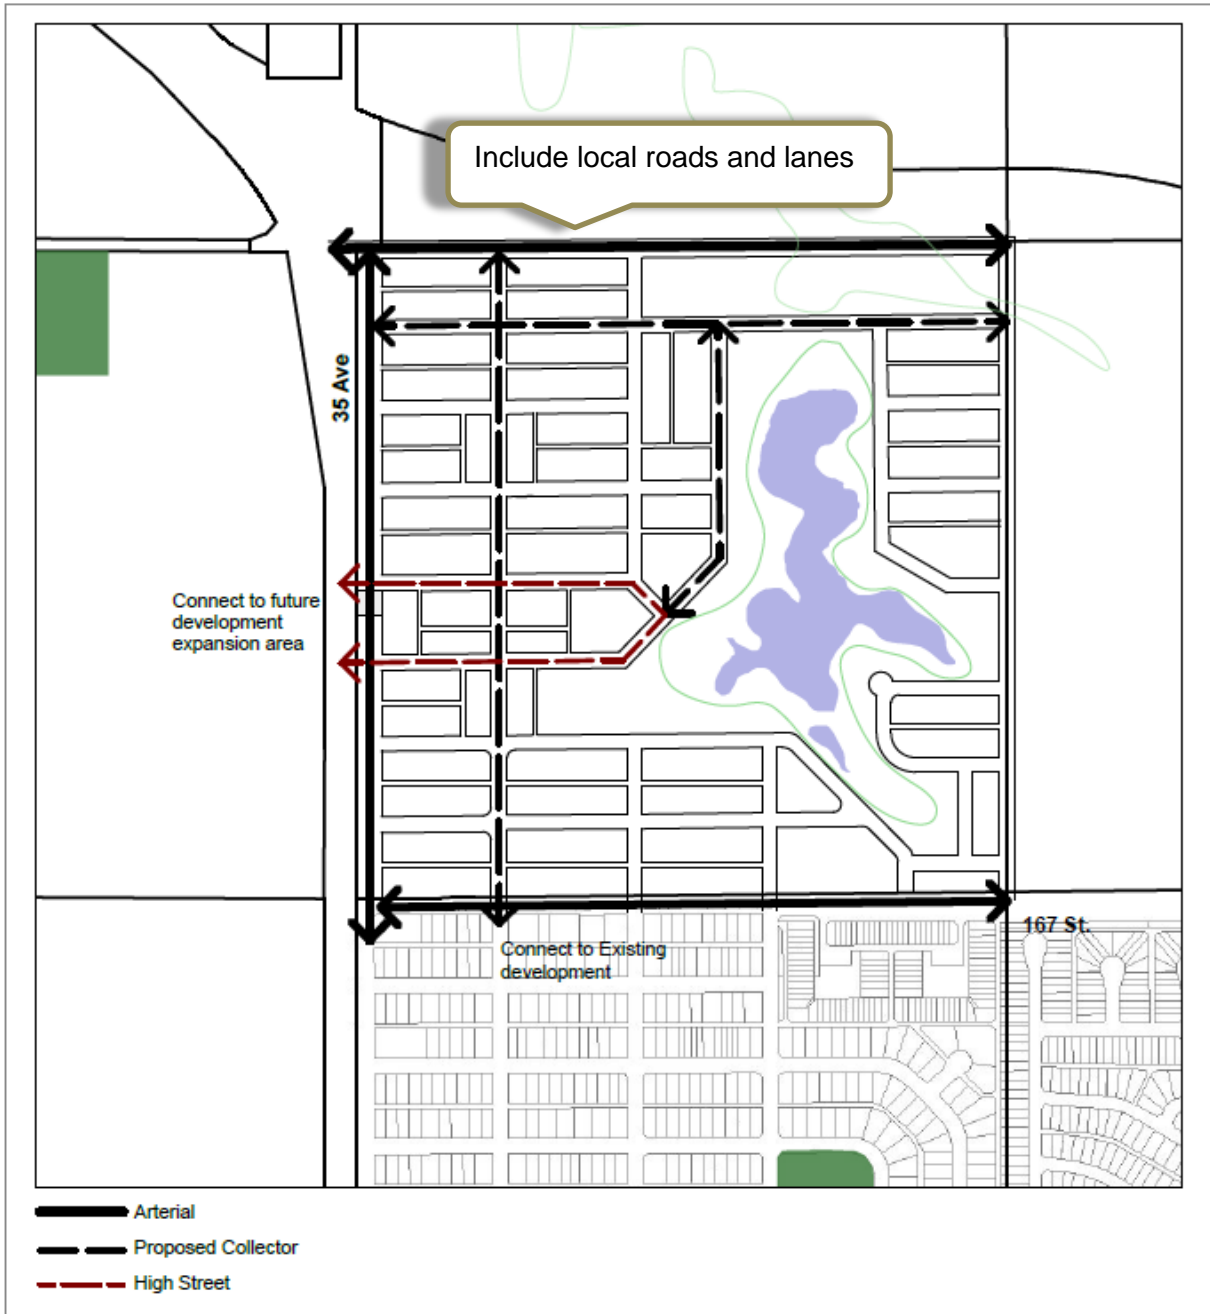 Include local roads and lanes
35 Ave
Connect to future
development
expansion area
167 St.
Connect to Existing
development
Arterial
Proposed Collector
High Street